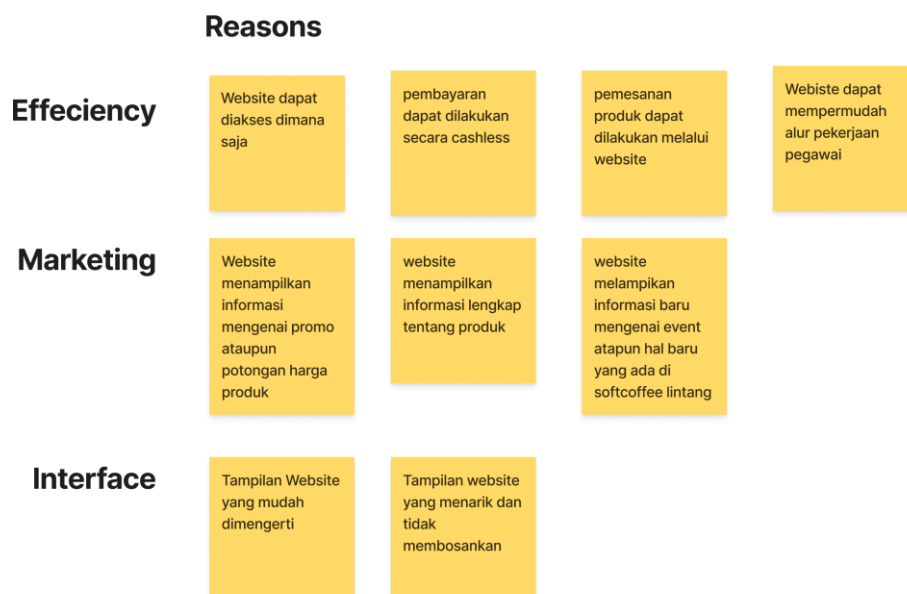 Reasons
Effeciency
Website dapat
diakses dimana
saja
pembayaran
dapat dilakukan
secara cashless
pemesanan
produk dapat
dilakukan melalui
website
Webiste dapat
mempermudah
alur pekerjaan
pegawai
Marketing
Website
menampilkan
informasi
mengenai promo
ataupun
potongan harga
produk
website
menampilkan
informasi lengkap
tentang produk
website
melampikan
informasi baru
mengenai event
atapun hal baru
yang ada di
softcoffee lintang
Interface
Tampilan Website
yang mudah
dimengerti
Tampilan website
yang menarik dan
tidak
membosankan